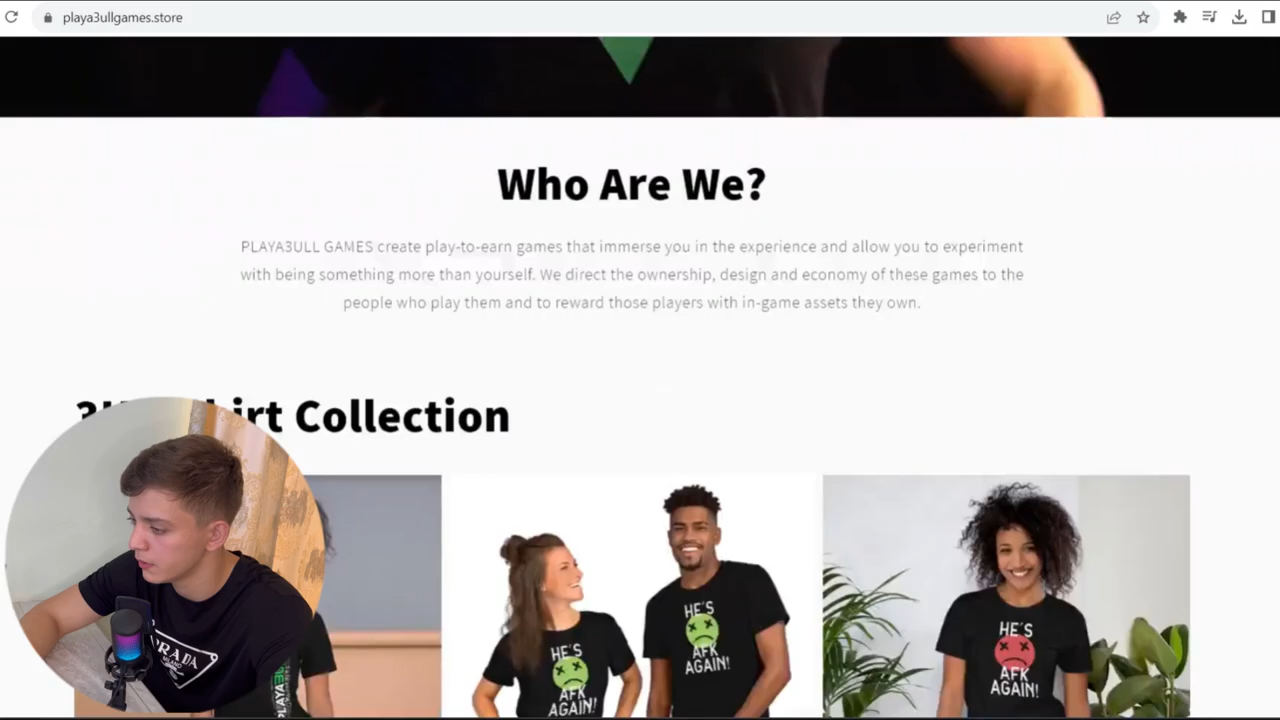 playa3ullgames.store
Who Are We?
PLAYA3ULL GAMES create play-to-earn games that immerse you in the experience and allow you to experiment
with being something more than yourself. We direct the ownership, design and economy of these games to the
people who play them and to reward those players with in-game assets they own.
Collection
HE'S
AFK
AGAIN!
HE'S
AFK
AGAIN!
HE'S
AFK
AGAIN!
PRADA
MILANO
PLAYA3